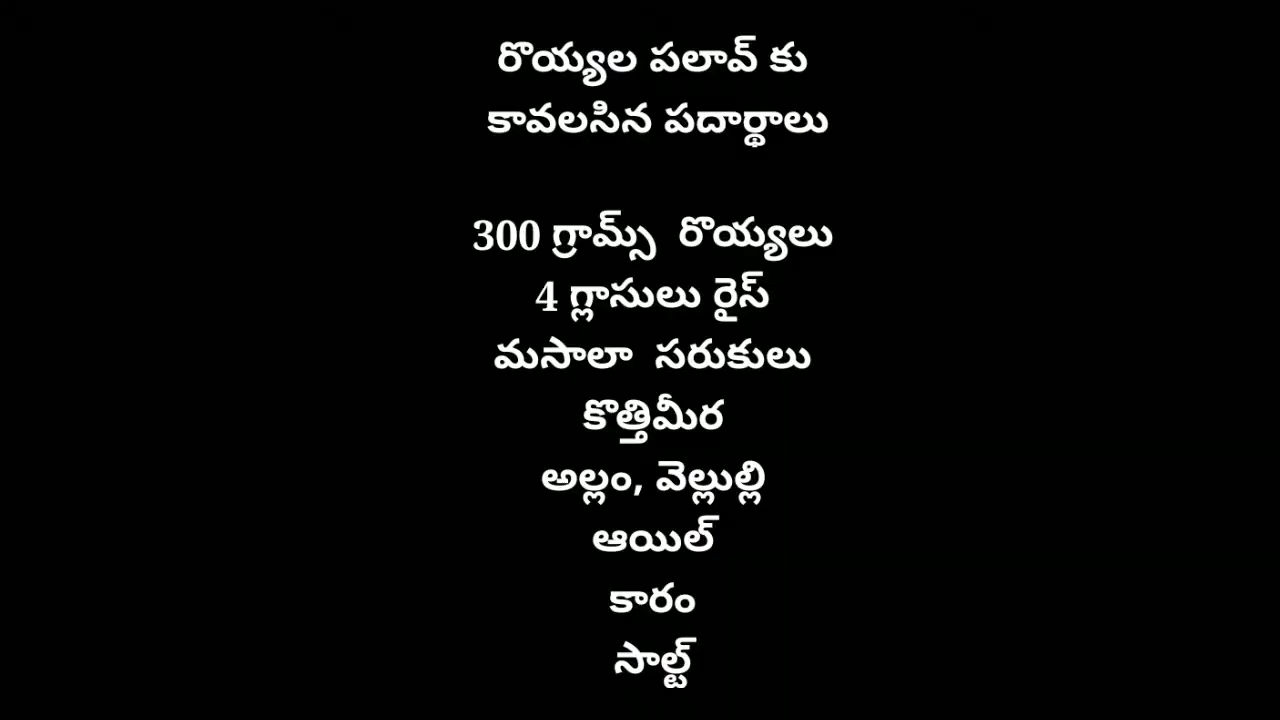 రొయ్యల పలావ్ కు
కావలసిన పదార్థాలు
300 గ్రామ్స్ రొయ్యలు
4 గ్లాసులు రైస్
మసాలా సరుకులు
కొత్తిమీర
అల్లం, వెల్లుల్లి
ఆయిల్
కారం
సాల్ట్